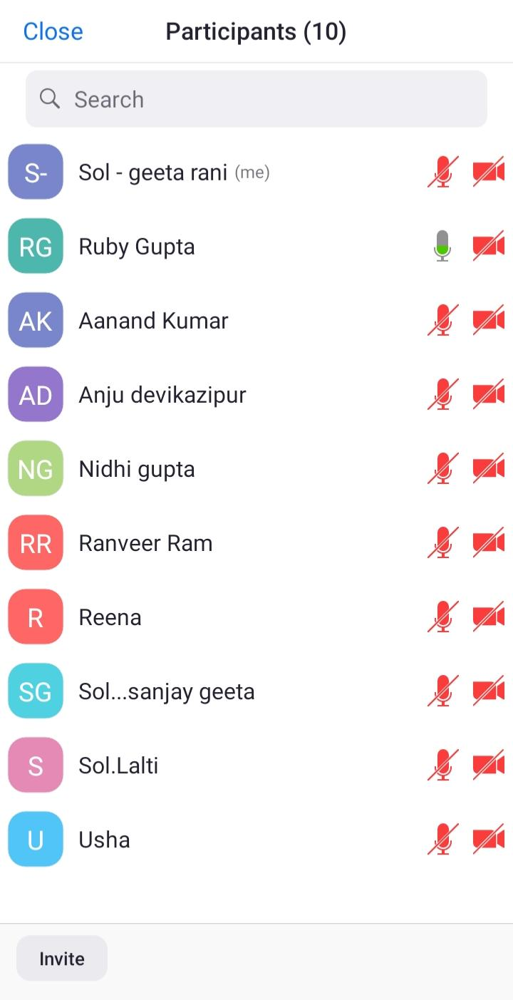 Close Participants (10)
Search
S- Sol - geeta rani (me)
RG Ruby Gupta
AK Aanand Kumar
AD Anju devikazipur
NG Nidhi gupta
RR Ranveer Ram
R Reena
SG Sol...sanjay geeta
S Sol.Lalti
U Usha
Invite